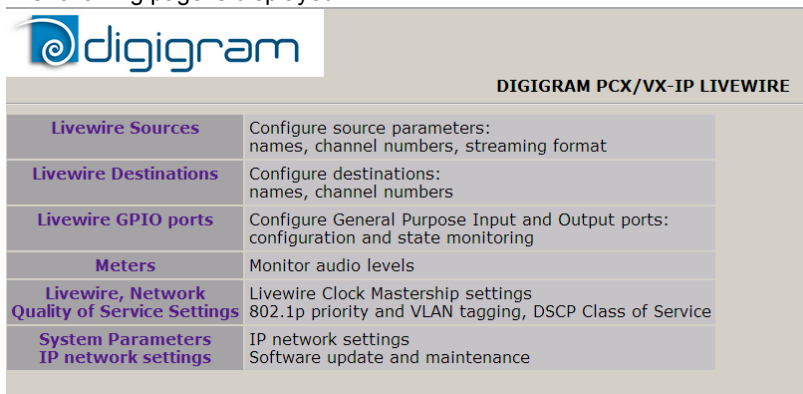 digigram
DIGIGRAM PCX/VX-IP LIVEWIRE
Livewire Sources
Configure source parameters:
names, channel numbers, streaming format
Livewire Destinations
Configure destinations:
names, channel numbers
Livewire GPIO ports
Configure General Purpose Input and Output ports:
configuration and state monitoring
Meters
Monitor audio levels
Livewire, Network
Quality of Service Settings
Livewire Clock Mastership settings
802.1p priority and VLAN tagging, DSCP Class of Service
System Parameters
IP network settings
IP network settings
Software update and maintenance